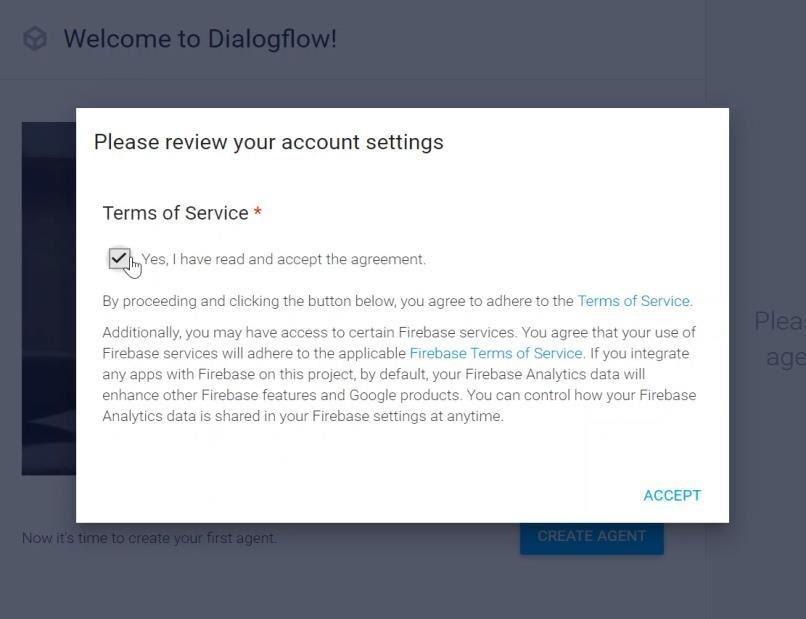 Welcome to Dialogflow!
Please review your account settings
Terms of Service *
Yes, I have read and accept the agreement.
By proceeding and clicking the button below, you agree to adhere to the Terms of Service.
Additionally, you may have access to certain Firebase services. You agree that your use of
Firebase services will adhere to the applicable Firebase Terms of Service. If you integrate
any apps with Firebase on this project, by default, your Firebase Analytics data will
enhance other Firebase features and Google products. You can control how your Firebase
Analytics data is shared in your Firebase settings at anytime.
ACCEPT
Now it's time to create your first agent.
CREATE AGENT